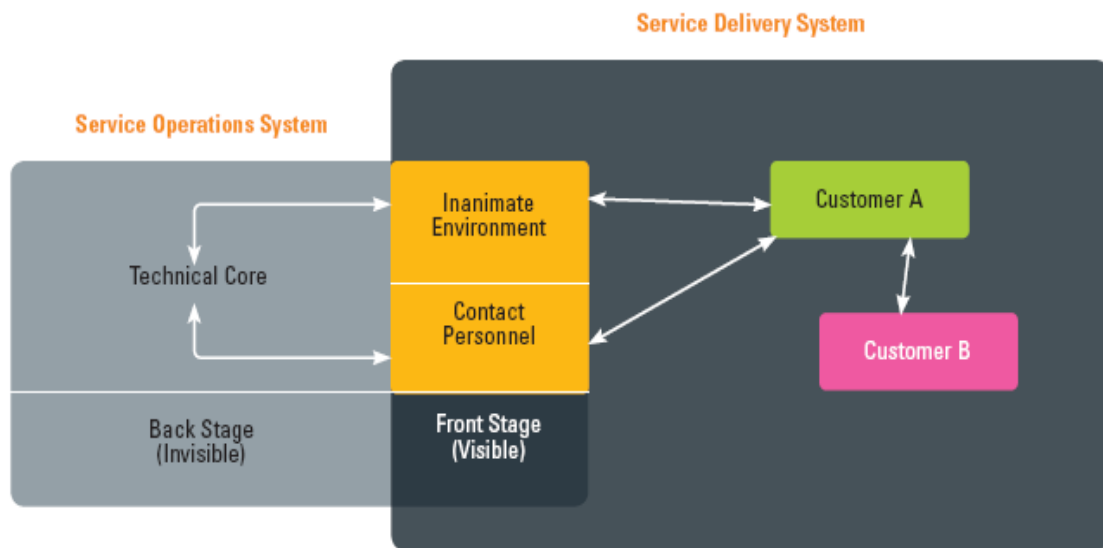 Service Delivery System
Service Operations System
Inanimate
Environment
Customer A
Technical Core
Contact
Personnel
Customer B
Back Stage
(Invisible)
Front Stage
(Visible)